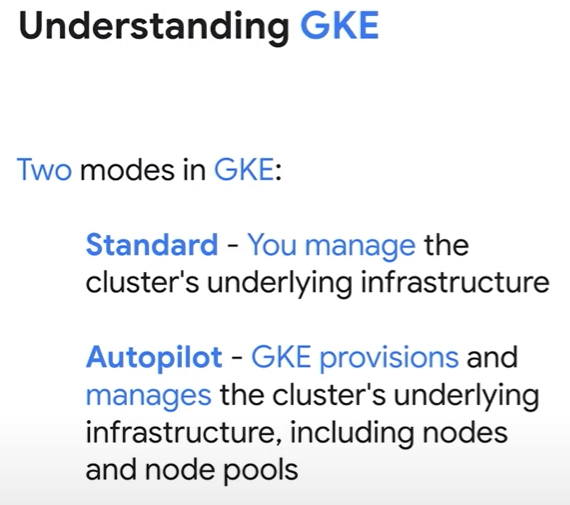 Understanding GKE
Two modes in GKE:
Standard - You manage the
cluster's underlying infrastructure
Autopilot - GKE provisions and
manages the cluster's underlying
infrastructure, including nodes
and node pools